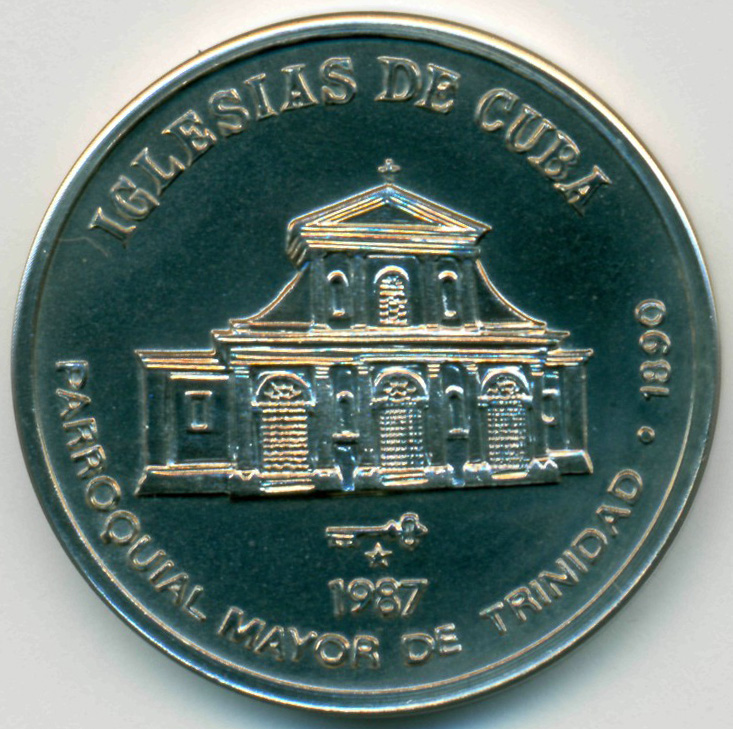 IGLESIAS DE CUBA
1987
PARROQUIAL MAYOR DE TRINIDAD • 1890